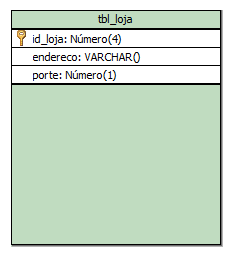 tbl_loja
id_loja: Número(4)
endereco: VARCHAR()
porte: Número(1)